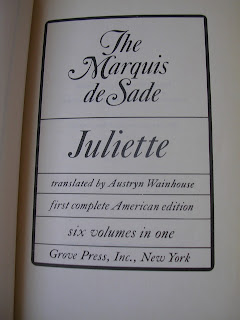 The
Marquis
de Sade
Juliette
translated by Austryn Wainhouse
first complete American edition
six volumes in one
Grove Press, Inc., New York